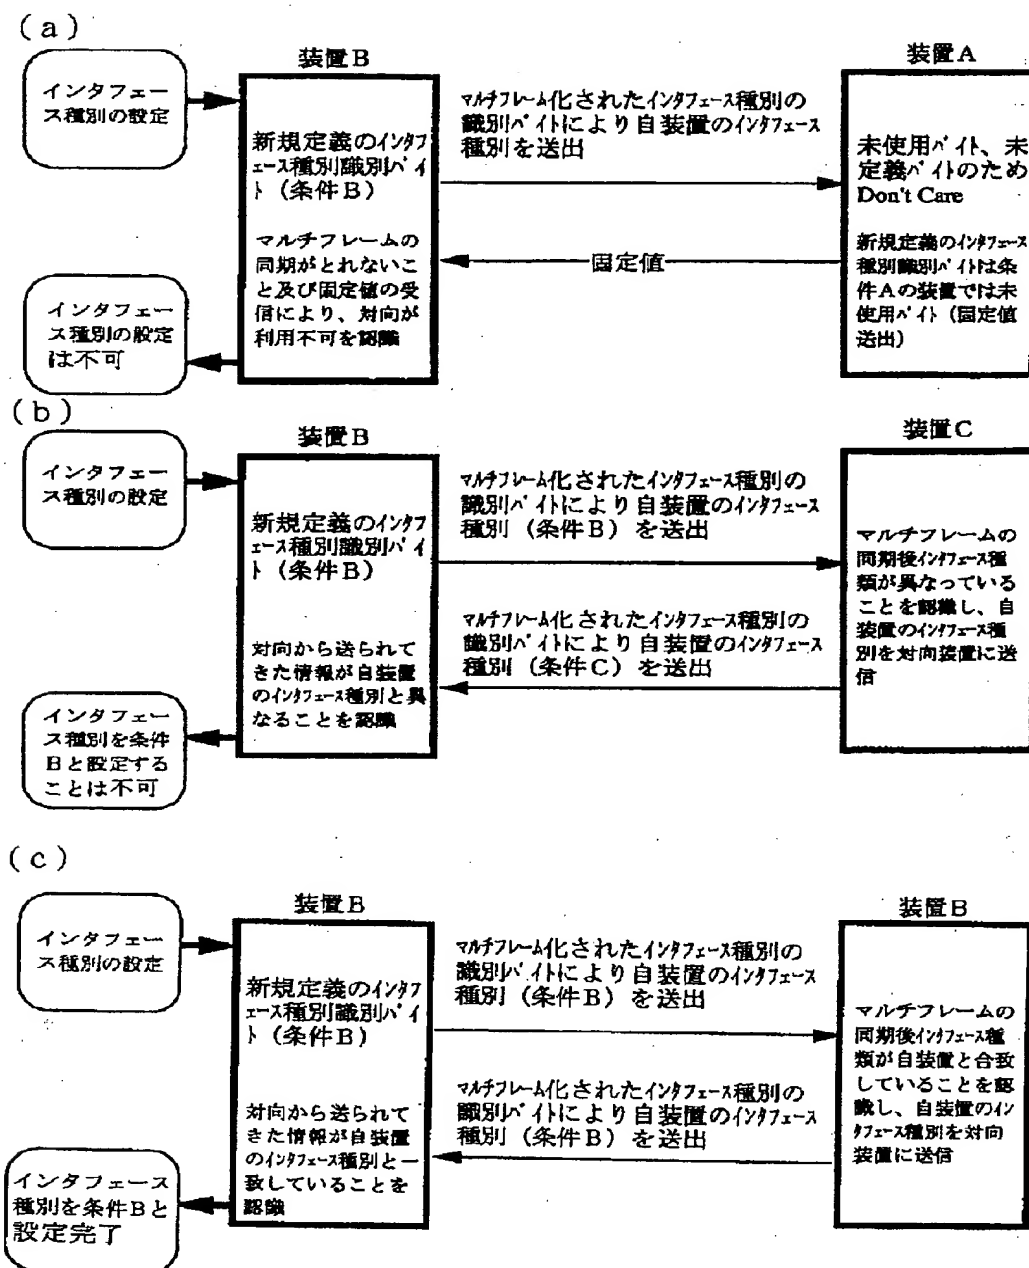 (a)
インタフェー
ス種別の設定
装置B
新規定義のインタフ
ェース種別識別バイ
ト(条件B)
マルチフレームの
同期がとれないこ
と及び固定値の受
信により、対向が
利用不可を認識
インタフェー
ス種別の設定
は不可
マルチフレーム化されたインタフェース種別の
識別バイトにより自装置のインタフェース
種別を送出
固定値
装置A
未使用バイト、未
定義バイトのため
Don't Care
新規定義のインタフェース
種別識別バイトは条
件Aの装置では未
使用バイト(固定値
送出)
(b)
インタフェー
ス種別の設定
装置B
新規定義のインタフ
ェース種別識別バイ
ト(条件B)
対向から送られて
きた情報が自装置
のインタフェース種別と異
なることを認識
インタフェー
ス種別を条件
Bと設定する
ことは不可
マルチフレーム化されたインタフェース種別の
識別バイトにより自装置のインタフェース
種別(条件B)を送出
マルチフレーム化されたインタフェース種別の
識別バイトにより自装置のインタフェース
種別(条件C)を送出
装置C
マルチフレームの
同期後インタフェース種
類が異なっている
ことを認識し、自
装置のインタフェース種
別を対向装置に送
信
(c)
インタフェー
ス種別の設定
装置B
新規定義のインタフ
ェース種別識別バイ
ト(条件B)
対向から送られて
きた情報が自装置
のインタフェース種別と一
致していることを
認識
インタフェース
種別を条件Bと
設定完了
マルチフレーム化されたインタフェース種別の
識別バイトにより自装置のインタフェース
種別(条件B)を送出
マルチフレーム化されたインタフェース種別の
識別バイトにより自装置のインタフェース
種別(条件B)を送出
装置B
マルチフレームの
同期後インタフェース種
類が自装置と合致
していることを認
識し、自装置のイン
タフェース種別を対向
装置に送信